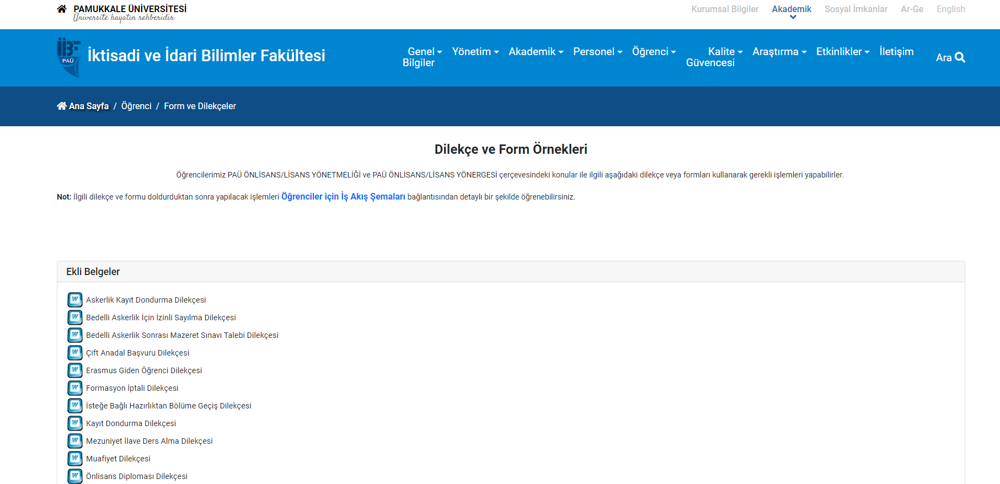 PAMUKKALE ÜNİVERSİTESİ
Üniversite hayatın rehberidir
Kurumsal Bilgiler Akademik Sosyal İmkanlar Ar-Ge English
İİBF
PAÜ
İktisadi ve İdari Bilimler Fakültesi
Genel Bilgiler Yönetim Akademik Personel Öğrenci Kalite Güvencesi Araştırma Etkinlikler İletişim Ara
Ana Sayfa / Öğrenci / Form ve Dilekçeler
Dilekçe ve Form Örnekleri
Öğrencilerimiz PAÜ ÖNLİSANS/LİSANS YÖNETMELİĞİ ve PAÜ ÖNLİSANS/LİSANS YÖNERGESİ çerçevesindeki konular ile ilgili aşağıdaki dilekçe veya formları kullanarak gerekli işlemleri yapabilirler.
Not: İlgili dilekçe ve formu doldurduktan sonra yapılacak işlemleri Öğrenciler için İş Akış Şemaları bağlantısından detaylı bir şekilde öğrenebilirsiniz.
Ekli Belgeler
W Askerlik Kayıt Dondurma Dilekçesi
W Bedelli Askerlik İçin İzinli Sayılma Dilekçesi
W Bedelli Askerlik Sonrası Mazeret Sınavı Talebi Dilekçesi
W Çift Anadal Başvuru Dilekçesi
W Erasmus Giden Öğrenci Dilekçesi
W Formasyon İptali Dilekçesi
W İsteğe Bağlı Hazırlıktan Bölüme Geçiş Dilekçesi
W Kayıt Dondurma Dilekçesi
W Mezuniyet İlave Ders Alma Dilekçesi
W Muafiyet Dilekçesi
W Önlisans Diploması Dilekçesi